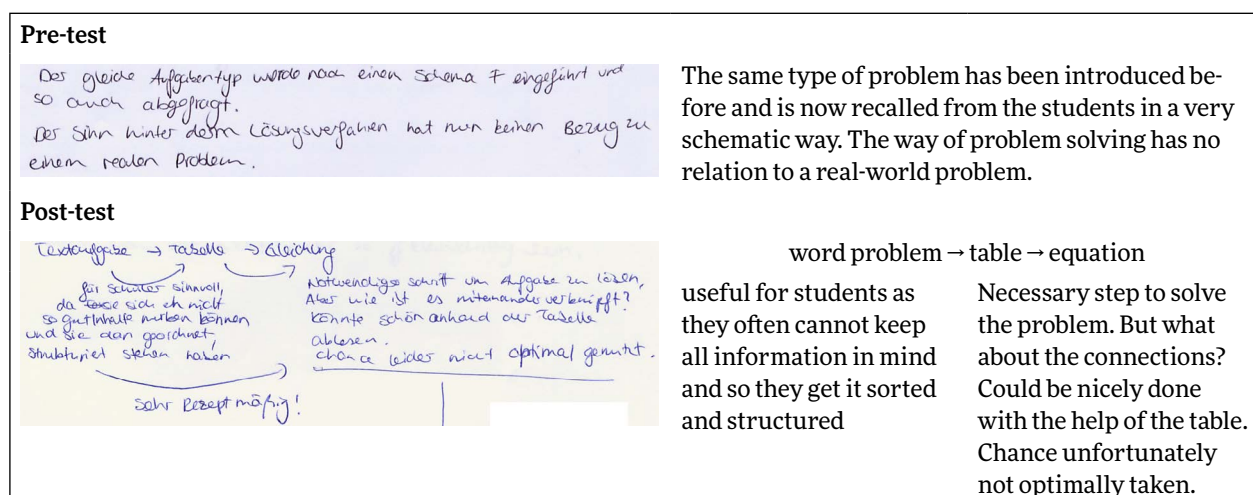 Pre-test
Der gleiche Aufgabentyp wurde nach einem Schema F eingeführt und
so auch abgefragt.
Der Sinn hinter dem Lösungsverfahren hat nun keinen Bezug zu
einem realen Problem.
The same type of problem has been introduced be-
fore and is now recalled from the students in a very
schematic way. The way of problem solving has no
relation to a real-world problem.
Post-test
Textaufgabe → Tabelle → Gleichung
für Schüler sinnvoll,
da sich eh nicht
so gut Inhalte merken können
und sie dann geordnet,
strukturiert stehen haben
Notwendiger Schritt um Aufgabe zu lösen,
Aber wie ist es miteinander verknüpft?
Könnte schön anhand der Tabelle
ablesen.
Chance leider nicht optimal genutzt.
Sehr Rezeptmäßig!
word problem → table → equation
useful for students as
they often cannot keep
all information in mind
and so they get it sorted
and structured
Necessary step to solve
the problem. But what
about the connections?
Could be nicely done
with the help of the table.
Chance unfortunately
not optimally taken.